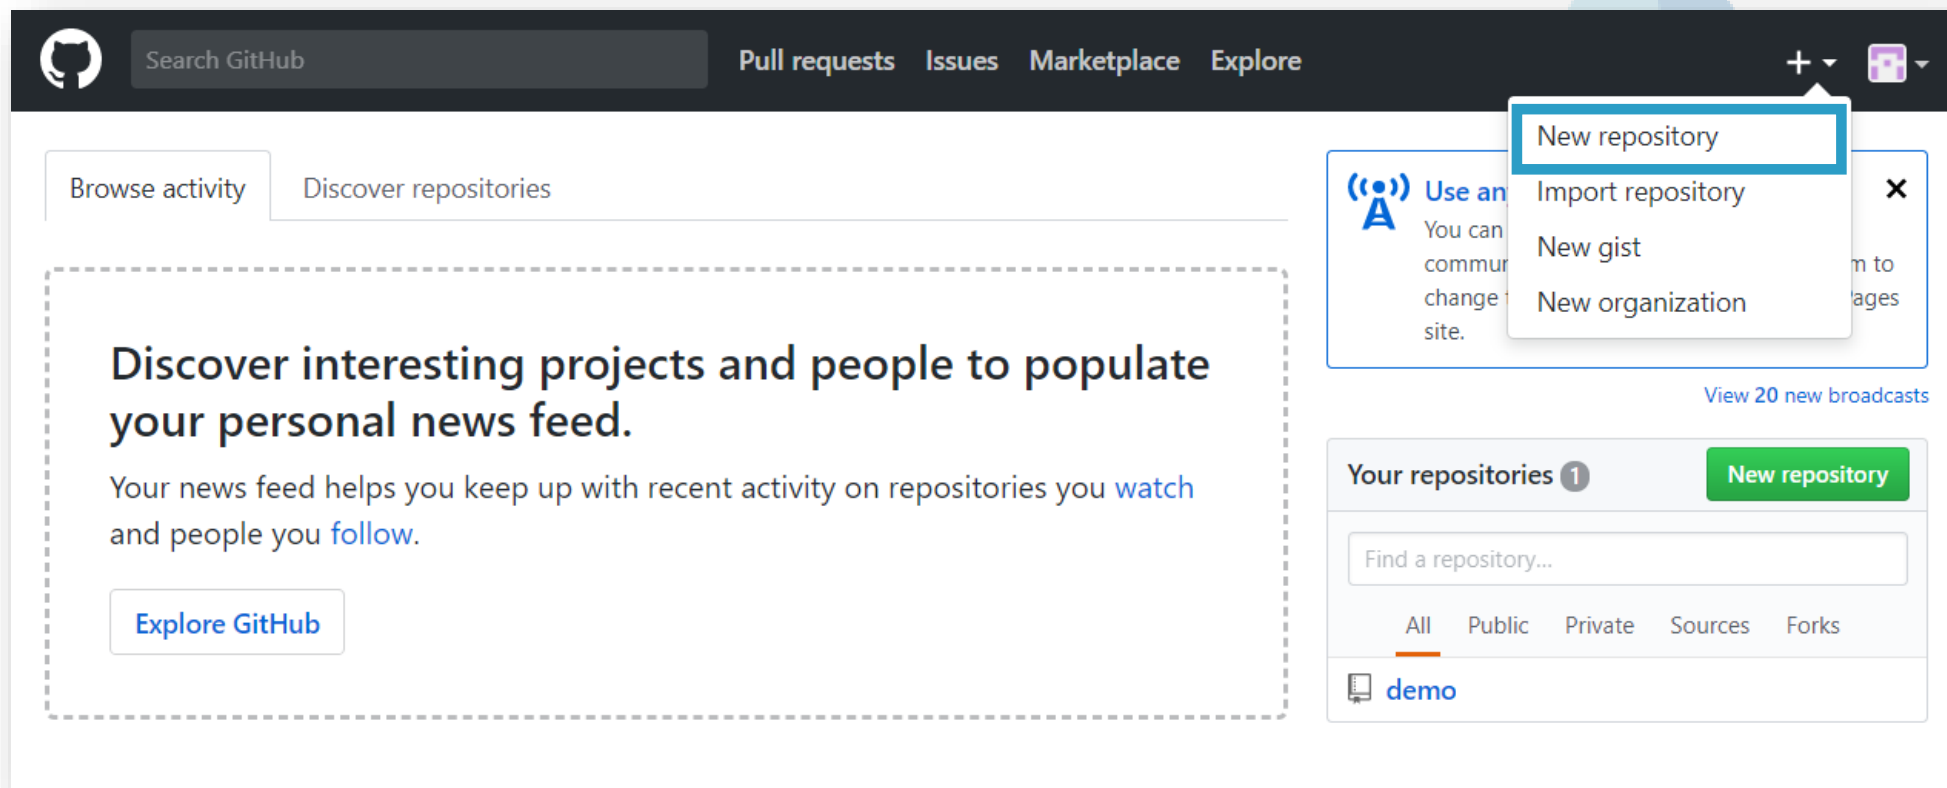 Search GitHub
Pull requests Issues Marketplace Explore
New repository
Import repository
New gist
New organization
Browse activity
Discover repositories
Use
You can
m to
change
ages
site.
View 20 new broadcasts
Discover interesting projects and people to populate
your personal news feed.
Your news feed helps you keep up with recent activity on repositories you watch
and people you follow.
Explore GitHub
Your repositories 1
New repository
Find a repository...
All Public Private Sources Forks
demo